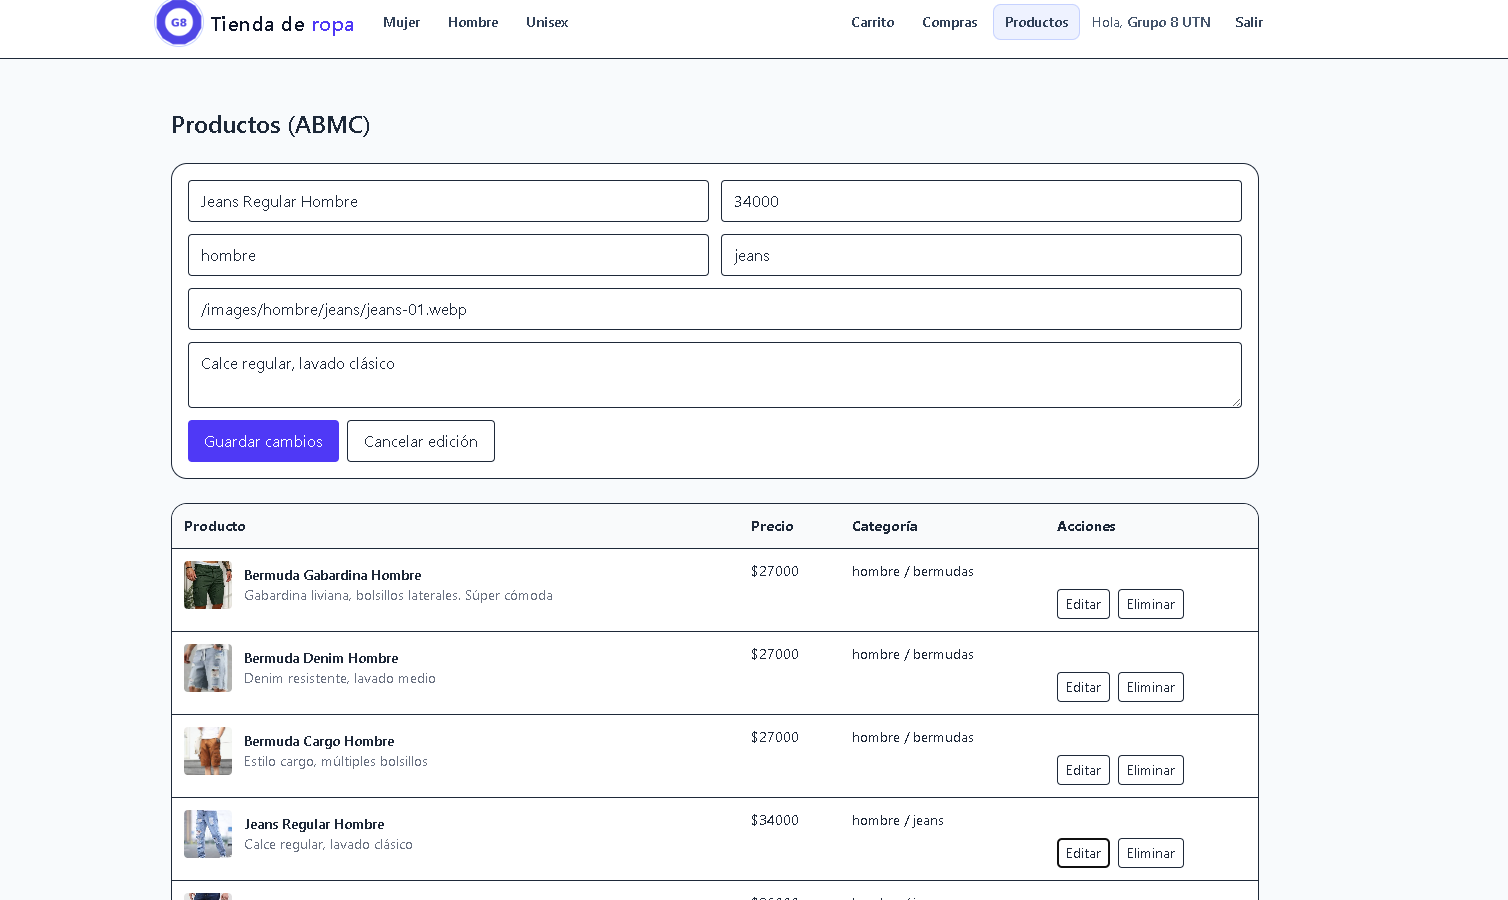 G8 Tienda de ropa Mujer Hombre Unisex Carrito Compras Productos Hola, Grupo 8 UTN Salir
Productos (ABMC)
Jeans Regular Hombre 34000
hombre jeans
/images/hombre/jeans/jeans-01.webp
Calce regular, lavado clásico
Guardar cambios Cancelar edición
Producto Precio Categoría Acciones
Bermuda Gabardina Hombre $27000 hombre / bermudas
Gabardina liviana, bolsillos laterales. Súper cómoda
Editar Eliminar
Bermuda Denim Hombre $27000 hombre / bermudas
Denim resistente, lavado medio
Editar Eliminar
Bermuda Cargo Hombre $27000 hombre / bermudas
Estilo cargo, múltiples bolsillos
Editar Eliminar
Jeans Regular Hombre $34000 hombre / jeans
Calce regular, lavado clásico
Editar Eliminar